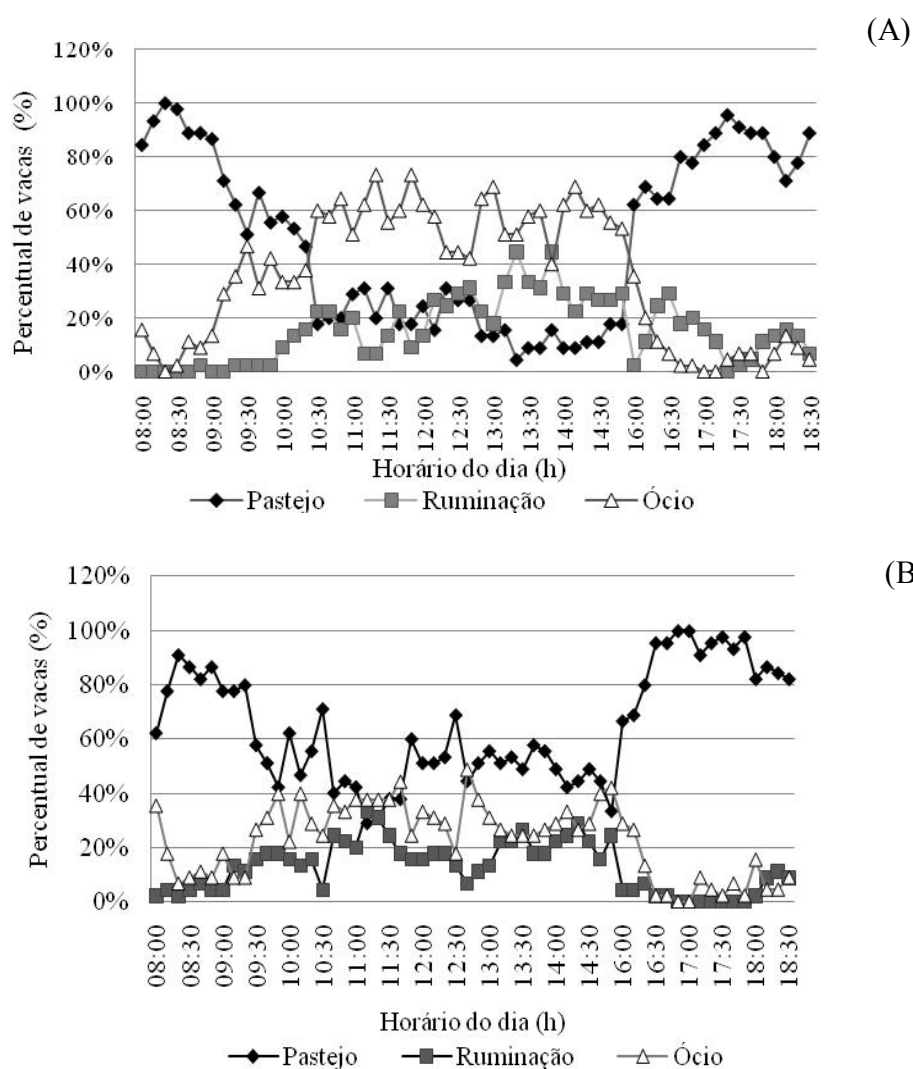 (A)
120%
100%
80%
60%
40%
20%
0%
Percentual de vacas (%)
08:00 08:30 09:00 09:30 10:00 10:30 11:00 11:30 12:00 12:30 13:00 13:30 14:00 14:30 16:00 16:30 17:00 17:30 18:00 18:30
Horário do dia (h)
Pastejo Ruminação Ócio
(B
120%
100%
80%
60%
40%
20%
0%
Percentual de vacas (%)
08:00 08:30 09:00 09:30 10:00 10:30 11:00 11:30 12:00 12:30 13:00 13:30 14:00 14:30 16:00 16:30 17:00 17:30 18:00 18:30
Horário do dia (h)
Pastejo Ruminação Ócio